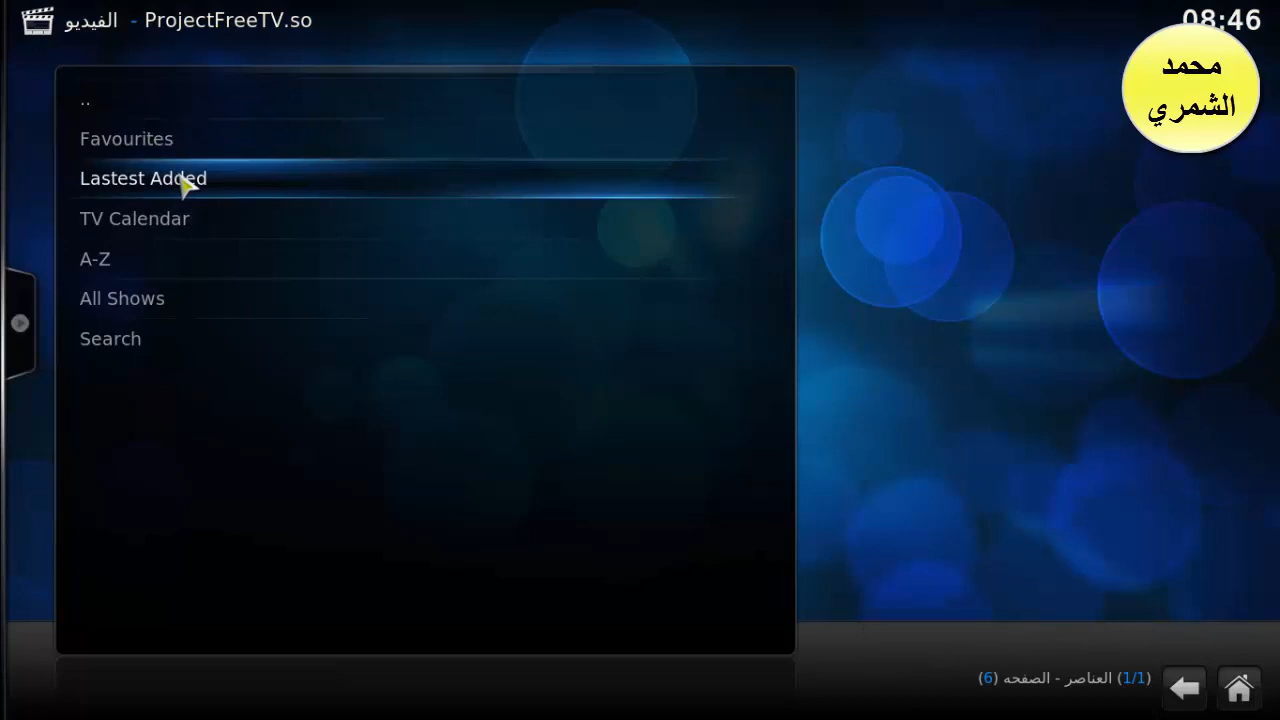 الفيديو - ProjectFreeTV.so
08:46
محمد
الشمري
..
Favourites
Lastest Added
TV Calendar
A-Z
All Shows
Search
(6) العناصر - الصفحه (1/1)